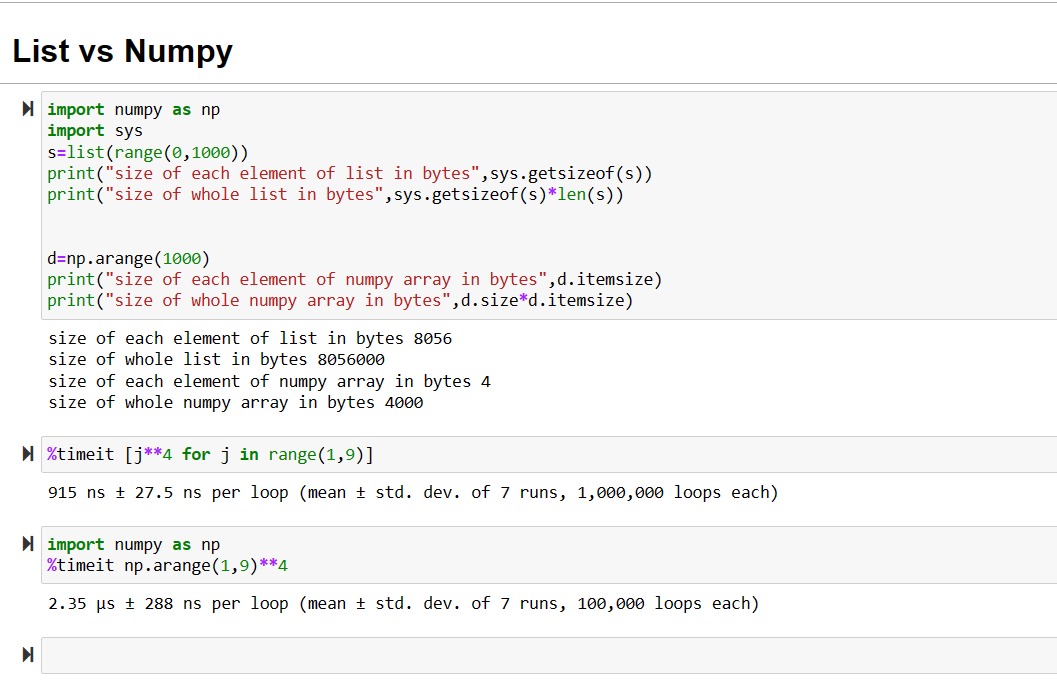 List vs Numpy
import numpy as np
import sys
s=list(range(0,1000))
print("size of each element of list in bytes",sys.getsizeof(s))
print("size of whole list in bytes",sys.getsizeof(s)*len(s))
d=np.arange(1000)
print("size of each element of numpy array in bytes",d.itemsize)
print("size of whole numpy array in bytes",d.size*d.itemsize)
size of each element of list in bytes 8056
size of whole list in bytes 8056000
size of each element of numpy array in bytes 4
size of whole numpy array in bytes 4000
%timeit [j**4 for j in range(1,9)]
915 ns ± 27.5 ns per loop (mean ± std. dev. of 7 runs, 1,000,000 loops each)
import numpy as np
%timeit np.arange(1,9)**4
2.35 µs ± 288 ns per loop (mean ± std. dev. of 7 runs, 100,000 loops each)